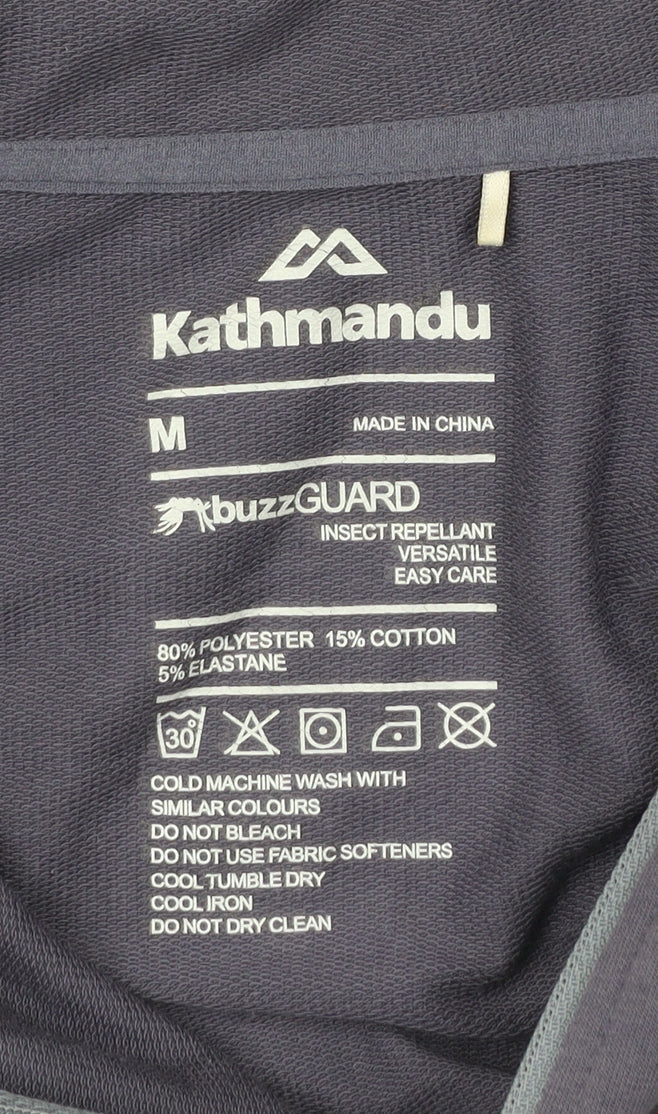 Kathmandu
M MADE IN CHINA
buzzGUARD
INSECT REPELLANT
VERSATILE
EASY CARE
80% POLYESTER 15% COTTON
5% ELASTANE
30°
COLD MACHINE WASH WITH
SIMILAR COLOURS
DO NOT BLEACH
DO NOT USE FABRIC SOFTENERS
COOL TUMBLE DRY
COOL IRON
DO NOT DRY CLEAN